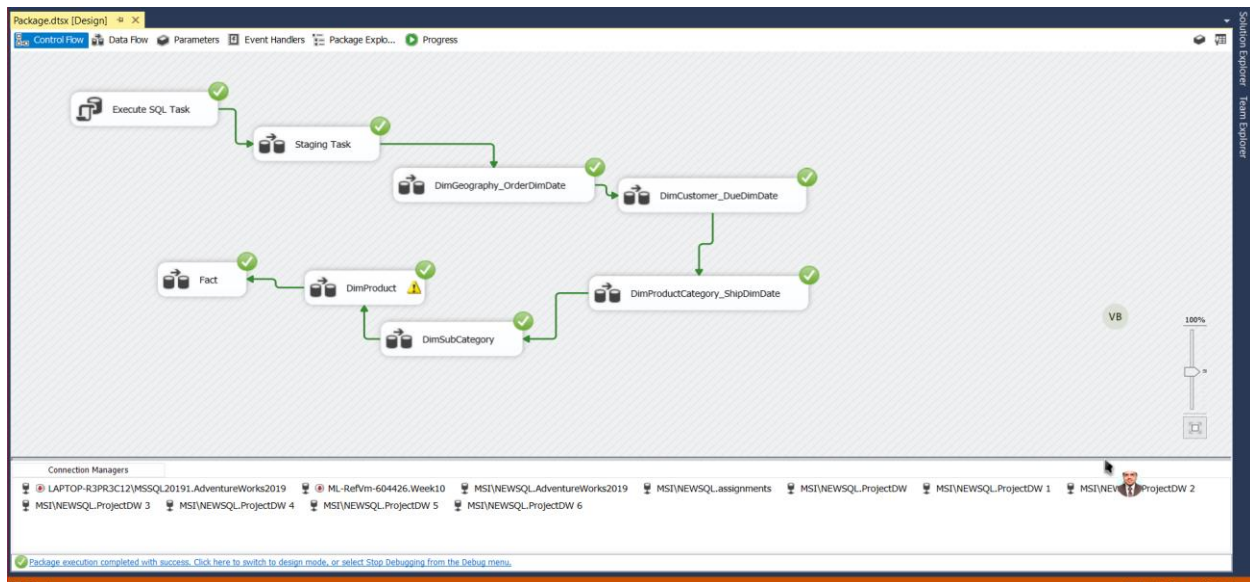 Package.dtsx [Design]
Control Flow Data Flow Parameters Event Handlers Package Explo... Progress
Solution Explorer
Team Explorer
Execute SQL Task
Staging Task
DimGeography_OrderDimDate
DimCustomer_DueDimDate
DimProductCategory_ShipDimDate
DimSubCategory
DimProduct
Fact
VB
100%
Connection Managers
LAPTOP-R3PR3C12\MSSQL20191.AdventureWorks2019 ML-RefVm-604426.Week10 MSI\NEWSQL.AdventureWorks2019 MSI\NEWSQL.assignments MSI\NEWSQL.ProjectDW MSI\NEWSQL.ProjectDW 1 ProjectDW 2
MSI\NEWSQL.ProjectDW 3 MSI\NEWSQL.ProjectDW 4 MSI\NEWSQL.ProjectDW 5 MSI\NEWSQL.ProjectDW 6
Package execution completed with success. Click here to switch to design mode, or select Stop Debugging from the Debug menu.